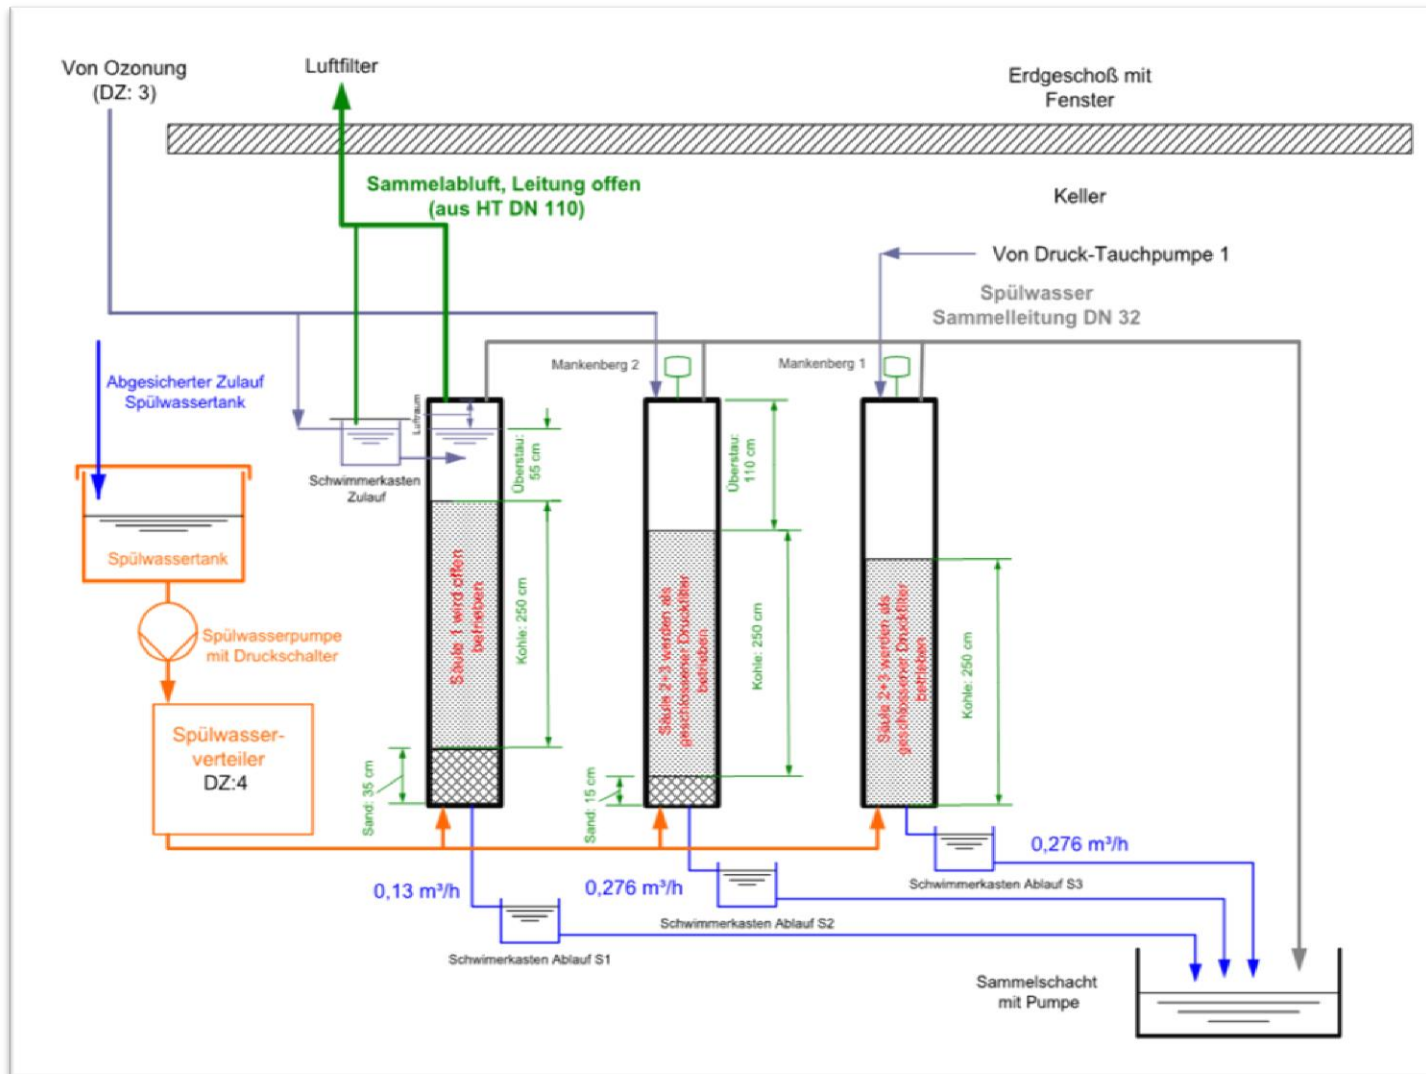 Von Ozonung
(DZ: 3)
Luftfilter
Erdgeschoß mit
Fenster
Sammelabluft, Leitung offen
(aus HT DN 110)
Keller
Von Druck-Tauchpumpe 1
Spülwasser
Sammelleitung DN 32
Mankenberg 2
Mankenberg 1
Abgesicherter Zulauf
Spülwassertank
Luftraum
Schwimmerkasten
Zulauf
Überstau:
55 cm
Überstau:
110 cm
Spülwassertank
Spülwasserpumpe
mit Druckschalter
Spülwasser-
verteiler
DZ:4
Säule 1 wird offen
betrieben
Kohle: 250 cm
Säule 2+3 werden als
geschlossener Druckfilter
betrieben
Kohle: 250 cm
Säule 2+3 werden als
geschlossener Druckfilter
betrieben
Kohle: 250 cm
Sand: 35 cm
Sand: 15 cm
0,13 m³/h
0,276 m³/h
0,276 m³/h
Schwimmerkasten Ablauf S3
Schwimmerkasten Ablauf S2
Schwimerkasten Ablauf S1
Sammelschacht
mit Pumpe